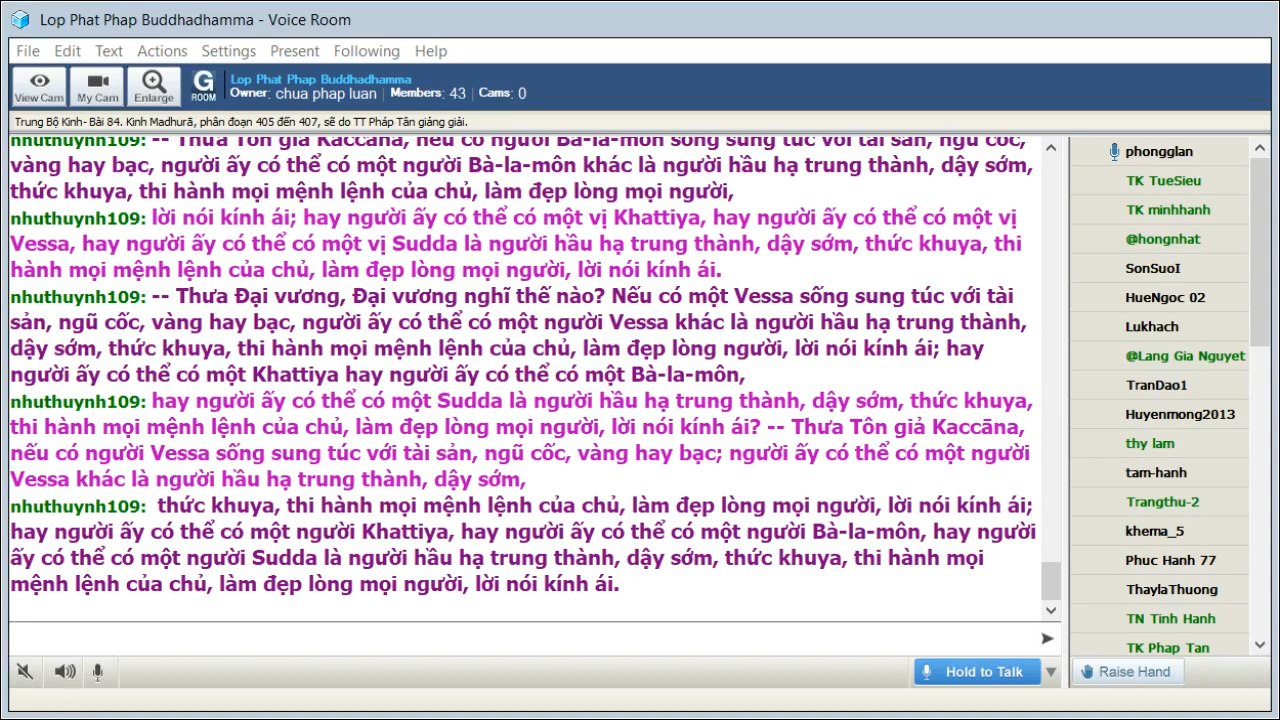 Lop Phat Phap Buddhadhamma - Voice Room
File Edit Text Actions Settings Present Following Help
View Cam
My Cam
Enlarge
G
ROOM
Lop Phat Phap Buddhadhamma
Owner: chua phap luan Members: 43 Cams: 0
Trung Bộ Kinh- Bài 84. Kinh Madhurā, phân đoạn 405 đến 407, sẽ do TT Pháp Tân giảng giải.
nhuthuynh109: -- Thưa Tôn giả Kaccāna, nếu có người Bà-la-môn sống sung túc với tài sản, ngũ cốc,
vàng hay bạc, người ấy có thể có một người Bà-la-môn khác là người hầu hạ trung thành, dậy sớm,
thức khuya, thi hành mọi mệnh lệnh của chủ, làm đẹp lòng mọi người,
nhuthuynh109: lời nói kính ái; hay người ấy có thể có một vị Khattiya, hay người ấy có thể có một vị
Vessa, hay người ấy có thể có một vị Sudda là người hầu hạ trung thành, dậy sớm, thức khuya, thi
hành mọi mệnh lệnh của chủ, làm đẹp lòng mọi người, lời nói kính ái.
nhuthuynh109: -- Thưa Đại vương, Đại vương nghĩ thế nào? Nếu có một Vessa sống sung túc với tài
sản, ngũ cốc, vàng hay bạc, người ấy có thể có một người Vessa khác là người hầu hạ trung thành,
dậy sớm, thức khuya, thi hành mọi mệnh lệnh của chủ, làm đẹp lòng người, lời nói kính ái; hay
người ấy có thể có một Khattiya hay người ấy có thể có một Bà-la-môn,
nhuthuynh109: hay người ấy có thể có một Sudda là người hầu hạ trung thành, dậy sớm, thức khuya,
thi hành mọi mệnh lệnh của chủ, làm đẹp lòng mọi người, lời nói kính ái? -- Thưa Tôn giả Kaccāna,
nếu có người Vessa sống sung túc với tài sản, ngũ cốc, vàng hay bạc; người ấy có thể có một người
Vessa khác là người hầu hạ trung thành, dậy sớm,
nhuthuynh109: thức khuya, thi hành mọi mệnh lệnh của chủ, làm đẹp lòng mọi người, lời nói kính ái;
hay người ấy có thể có một người Khattiya, hay người ấy có thể có một người Bà-la-môn, hay người
ấy có thể có một người Sudda là người hầu hạ trung thành, dậy sớm, thức khuya, thi hành mọi
mệnh lệnh của chủ, làm đẹp lòng mọi người, lời nói kính ái.
phongglan
TK TueSieu
TK minhhanh
@hongnhat
SonSuoI
HueNgoc 02
Lukhach
@Lang Gia Nguyet
TranDao1
Huyenmong2013
thy lam
tam-hanh
Trangthu-2
khema_5
Phuc Hanh 77
ThaylaThuong
TN Tinh Hanh
TK Phap Tan
Hold to Talk
Raise Hand